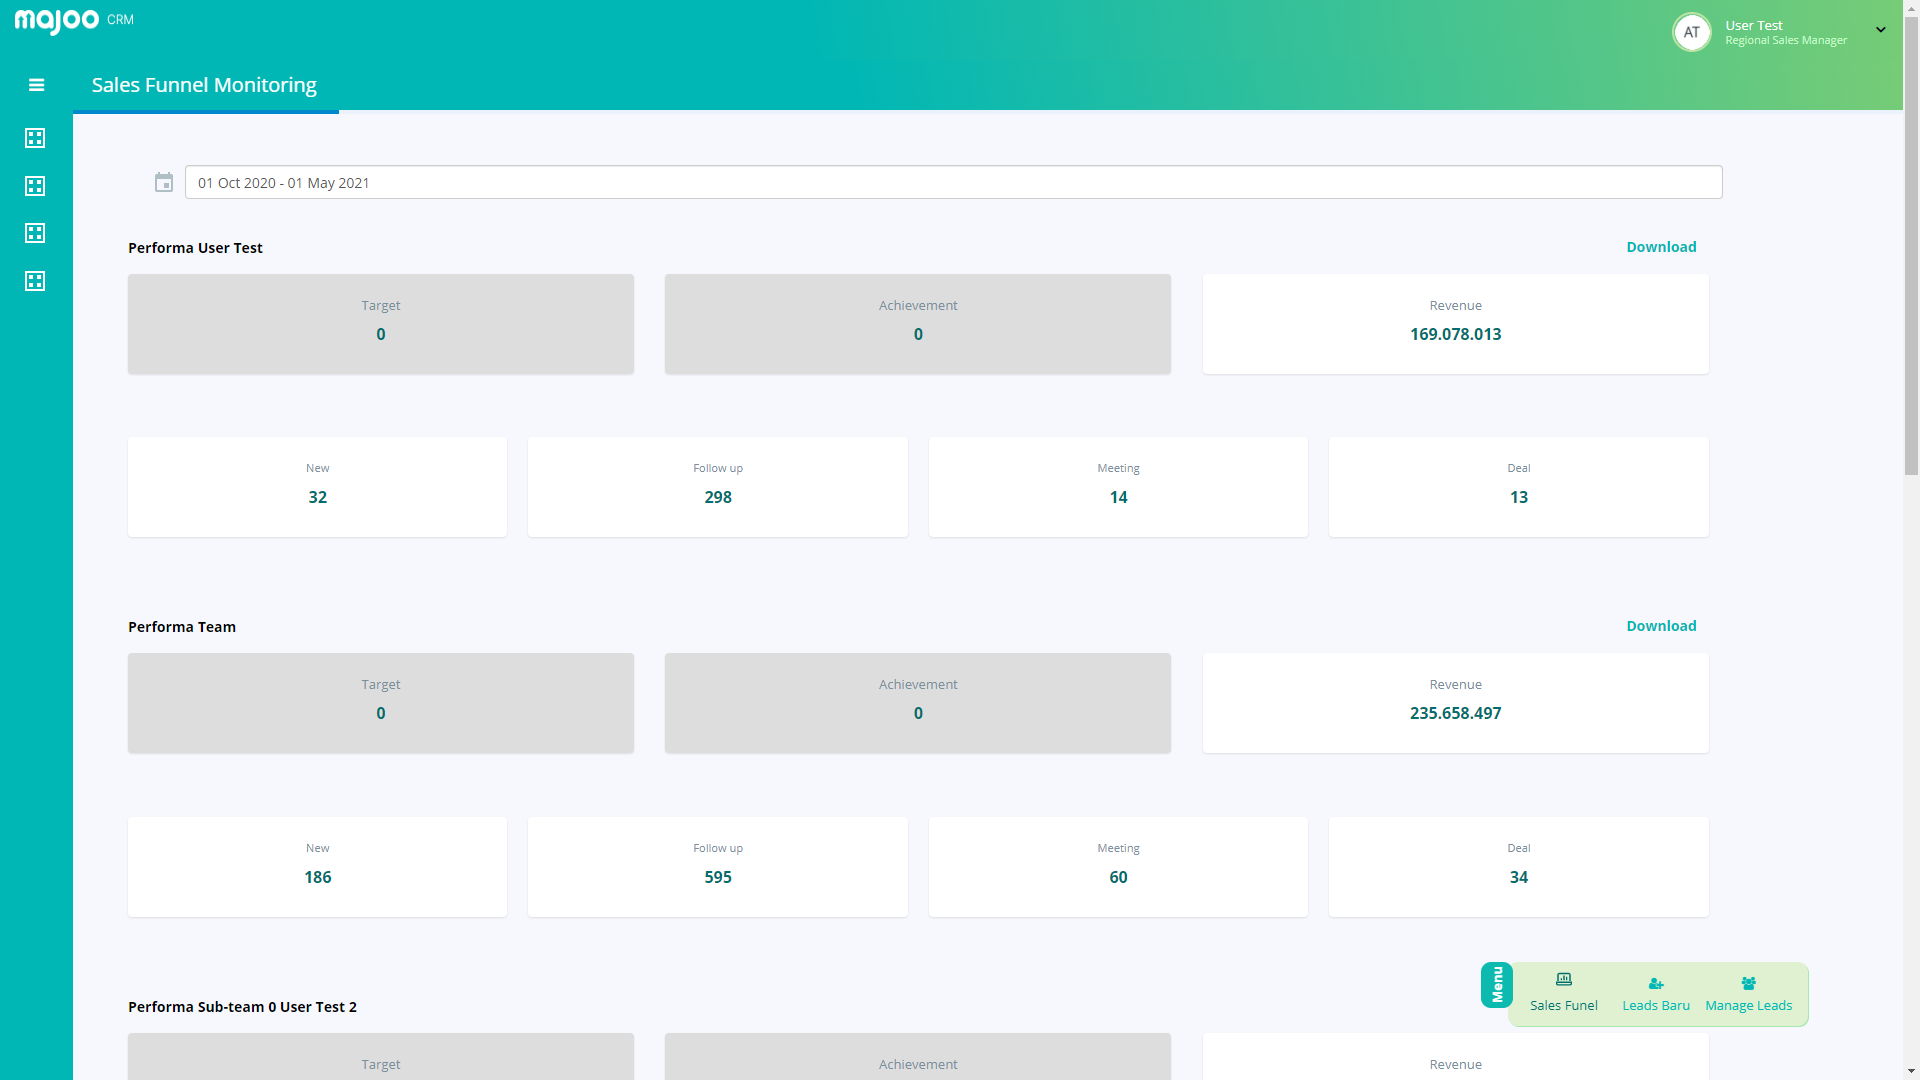 majoo CRM
User Test
Regional Sales Manager
AT
Sales Funnel Monitoring
01 Oct 2020 - 01 May 2021
Performa User Test
Download
Target
0
Achievement
0
Revenue
169.078.013
New
32
Follow up
298
Meeting
14
Deal
13
Performa Team
Download
Target
0
Achievement
0
Revenue
235.658.497
New
186
Follow up
595
Meeting
60
Deal
34
Menu
Sales Funel
Leads Baru
Manage Leads
Performa Sub-team 0 User Test 2
Target
Achievement
Revenue